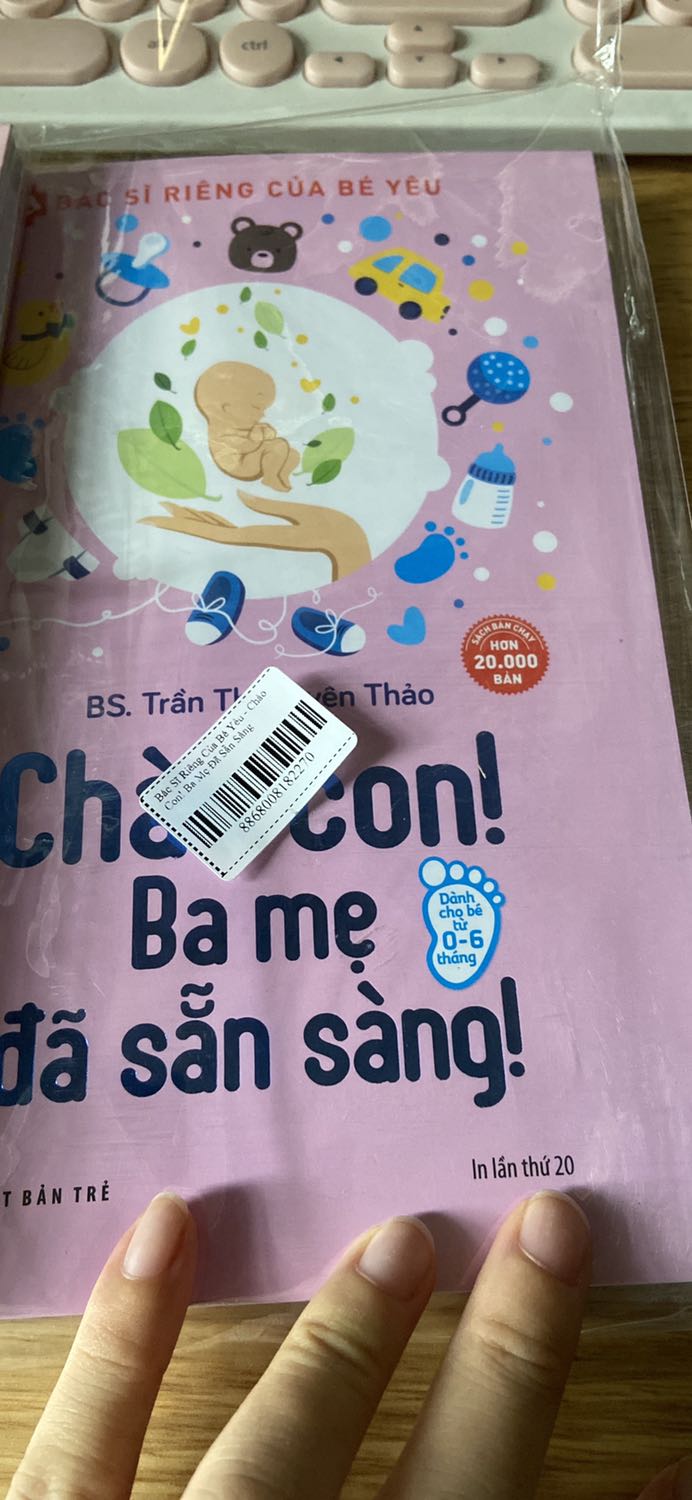 ctrl
BÁC SĨ RIÊNG CỦA BÉ YÊU
SÁCH BÁN CHẠY
HƠN
20.000
BẢN
BS. Trần Thảo
Bác Sĩ Riêng Của Bé Yêu - Chào
Con! Ba Mẹ Đã Sẵn Sàng
8868008182270
Chà con!
Ba mẹ
Dành
cho bé
từ
0-6
tháng
đã sẵn sàng!
In lần thứ 20
T BẢN TRẺ